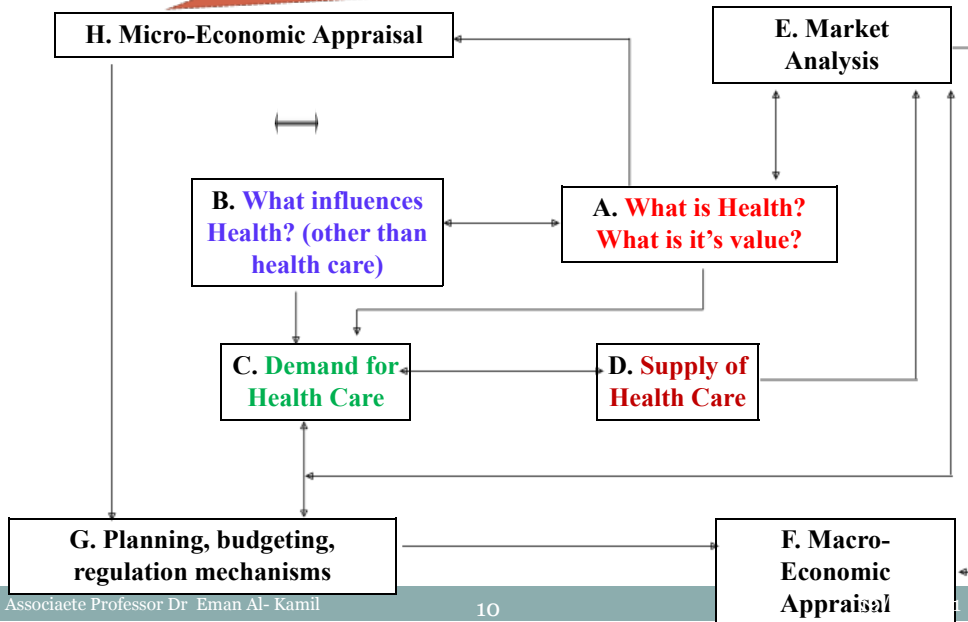 H. Micro-Economic Appraisal
E. Market
Analysis
B. What influences
Health? (other than
health care)
A. What is Health?
What is it’s value?
C. Demand for
Health Care
D. Supply of
Health Care
G. Planning, budgeting,
regulation mechanisms
F. Macro-
Economic
Appraisal
Associaete Professor Dr Eman Al- Kamil
10